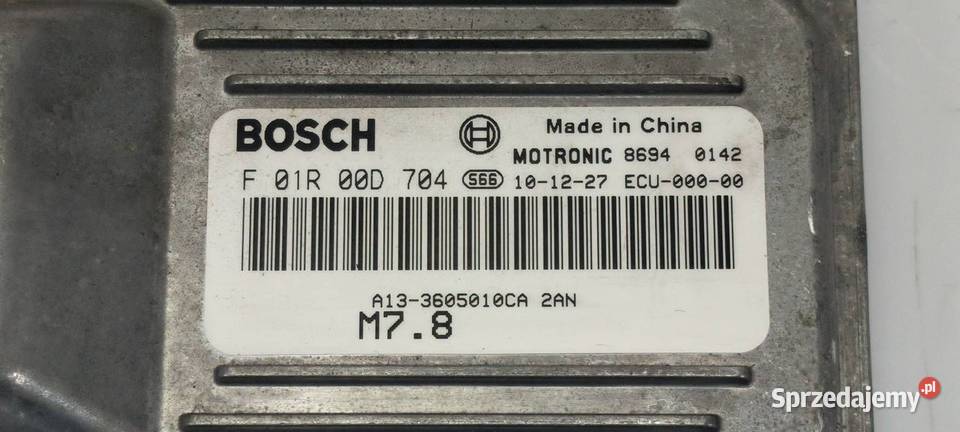 BOSCH Made in China
MOTRONIC 8694 0142
F 01R 00D 704 S66 10-12-27 ECU-000-00
A13-3605010CA 2AN
M7.8
Sprzedajemy.pl